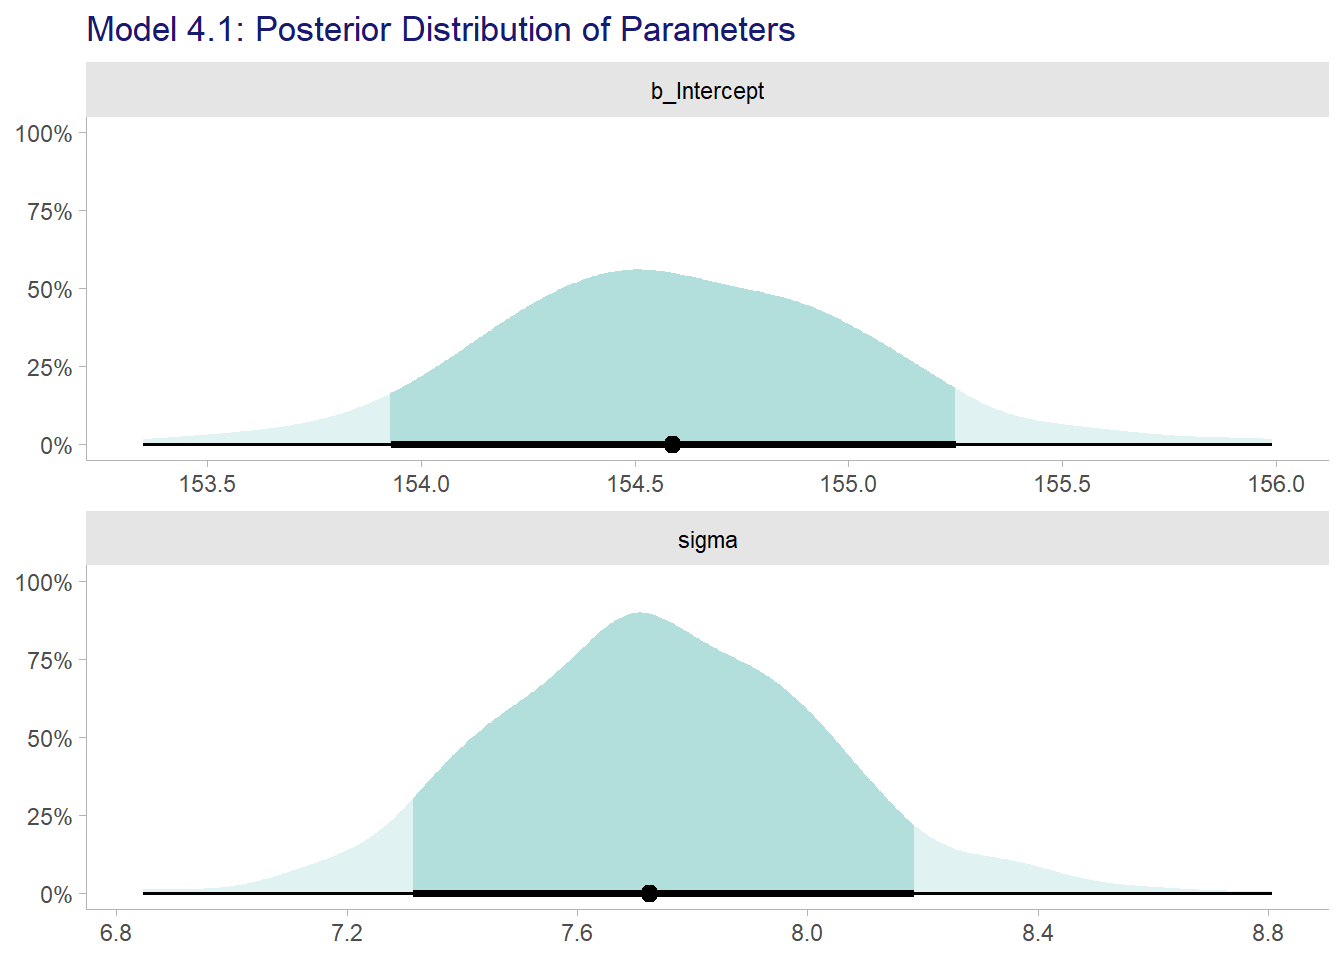 Model 4.1: Posterior Distribution of Parameters
b_Intercept
100%
75%
50%
25%
0%
153.5 154.0 154.5 155.0 155.5 156.0
sigma
100%
75%
50%
25%
0%
6.8 7.2 7.6 8.0 8.4 8.8